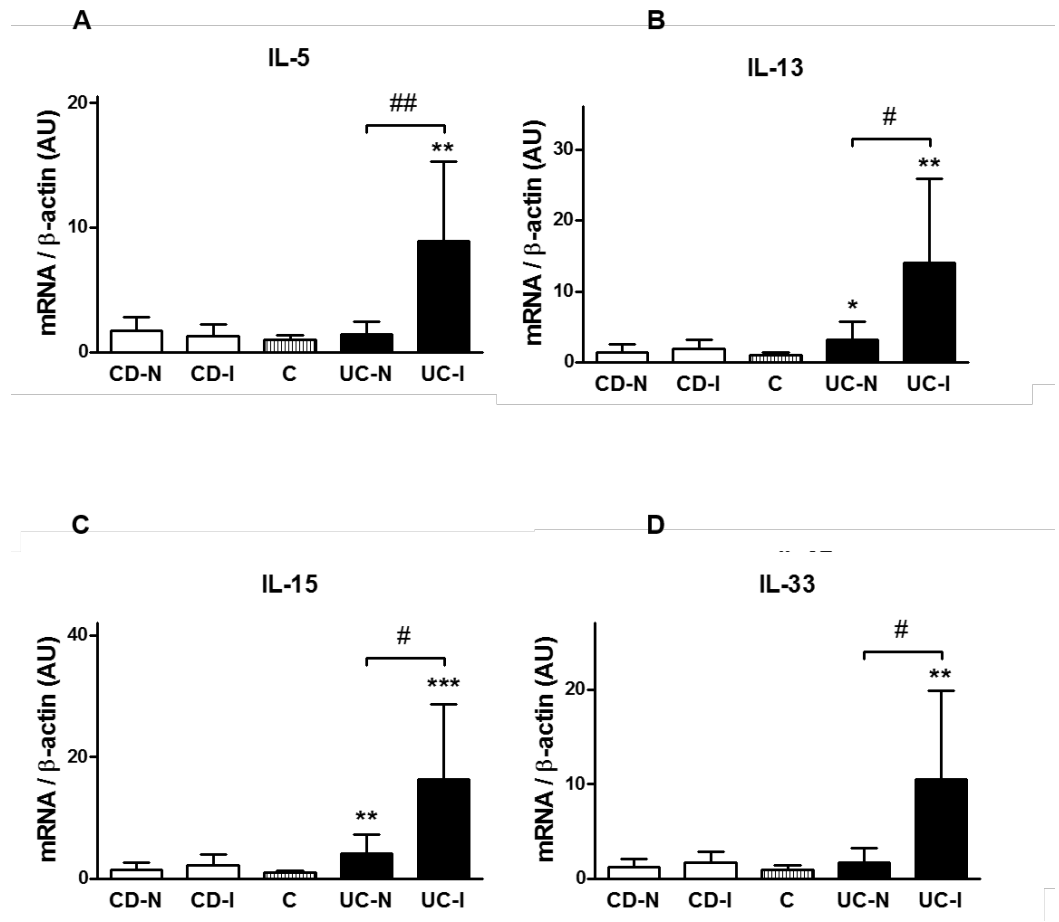 A
IL-5
mRNA / β-actin (AU)
20
10
0
##
**
CD-N CD-I C UC-N UC-I
B
IL-13
mRNA / β-actin (AU)
30
20
10
0
#
**
*
CD-N CD-I C UC-N UC-I
C
IL-15
mRNA / β-actin (AU)
40
20
0
#
***
**
CD-N CD-I C UC-N UC-I
D
IL-33
mRNA / β-actin (AU)
20
10
0
#
**
CD-N CD-I C UC-N UC-I